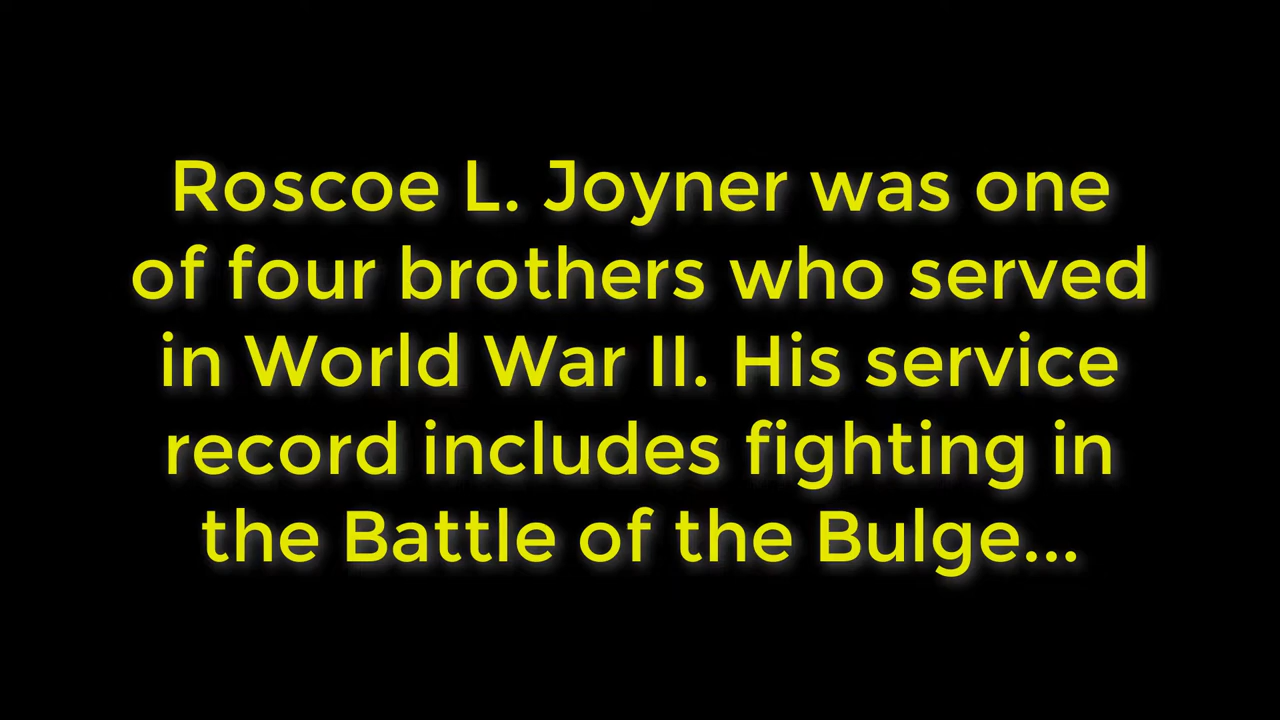 Roscoe L. Joyner was one
of four brothers who served
in World War II. His service
record includes fighting in
the Battle of the Bulge...